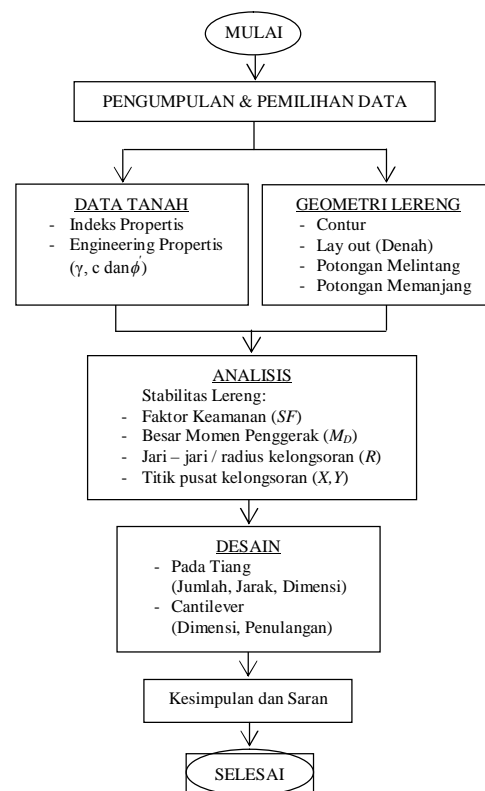 MULAI
PENGUMPULAN & PEMILIHAN DATA
DATA TANAH
- Indeks Propertis
- Engineering Propertis
(γ, c danϕ')
GEOMETRI LERENG
- Contur
- Lay out (Denah)
- Potongan Melintang
- Potongan Memanjang
ANALISIS
Stabilitas Lereng:
- Faktor Keamanan (SF)
- Besar Momen Penggerak (M_D)
- Jari – jari / radius kelongsoran (R)
- Titik pusat kelongsoran (X,Y)
DESAIN
- Pada Tiang
(Jumlah, Jarak, Dimensi)
- Cantilever
(Dimensi, Penulangan)
Kesimpulan dan Saran
SELESAI